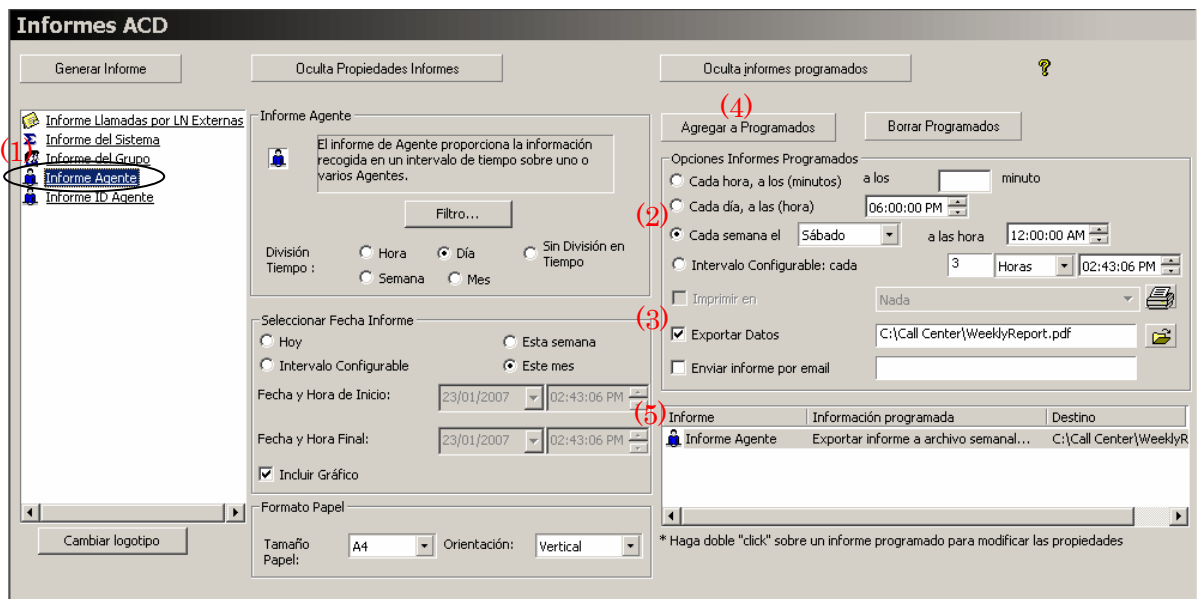 Informes ACD
Generar Informe
Oculta Propiedades Informes
Oculta informes programados
?
(1)
Informe Llamadas por LN Externas
Informe del Sistema
Informe del Grupo
Informe Agente
Informe ID Agente
Cambiar logotipo
Informe Agente
El informe de Agente proporciona la información
recogida en un intervalo de tiempo sobre uno o
varios Agentes.
Filtro...
División
Tiempo :
Hora
Día
Sin División en
Tiempo
Semana
Mes
Seleccionar Fecha Informe
Hoy
Esta semana
Intervalo Configurable
Este mes
Fecha y Hora de Inicio:
23/01/2007
02:43:06 PM
Fecha y Hora Final:
23/01/2007
02:43:06 PM
Incluir Gráfico
Formato Papel
Tamaño
Papel:
A4
Orientación:
Vertical
(4)
Agregar a Programados
Borrar Programados
Opciones Informes Programados
Cada hora, a los (minutos)
a los
minuto
(2)
Cada día, a las (hora)
06:00:00 PM
Cada semana el
Sábado
a las hora
12:00:00 AM
Intervalo Configurable: cada
3
Horas
02:43:06 PM
Imprimir en
Nada
(3)
Exportar Datos
C:\Call Center\WeeklyReport.pdf
Enviar informe por email
(5)
Informe
Información programada
Destino
Informe Agente
Exportar informe a archivo semanal...
C:\Call Center\WeeklyR
* Haga doble "click" sobre un informe programado para modificar las propiedades